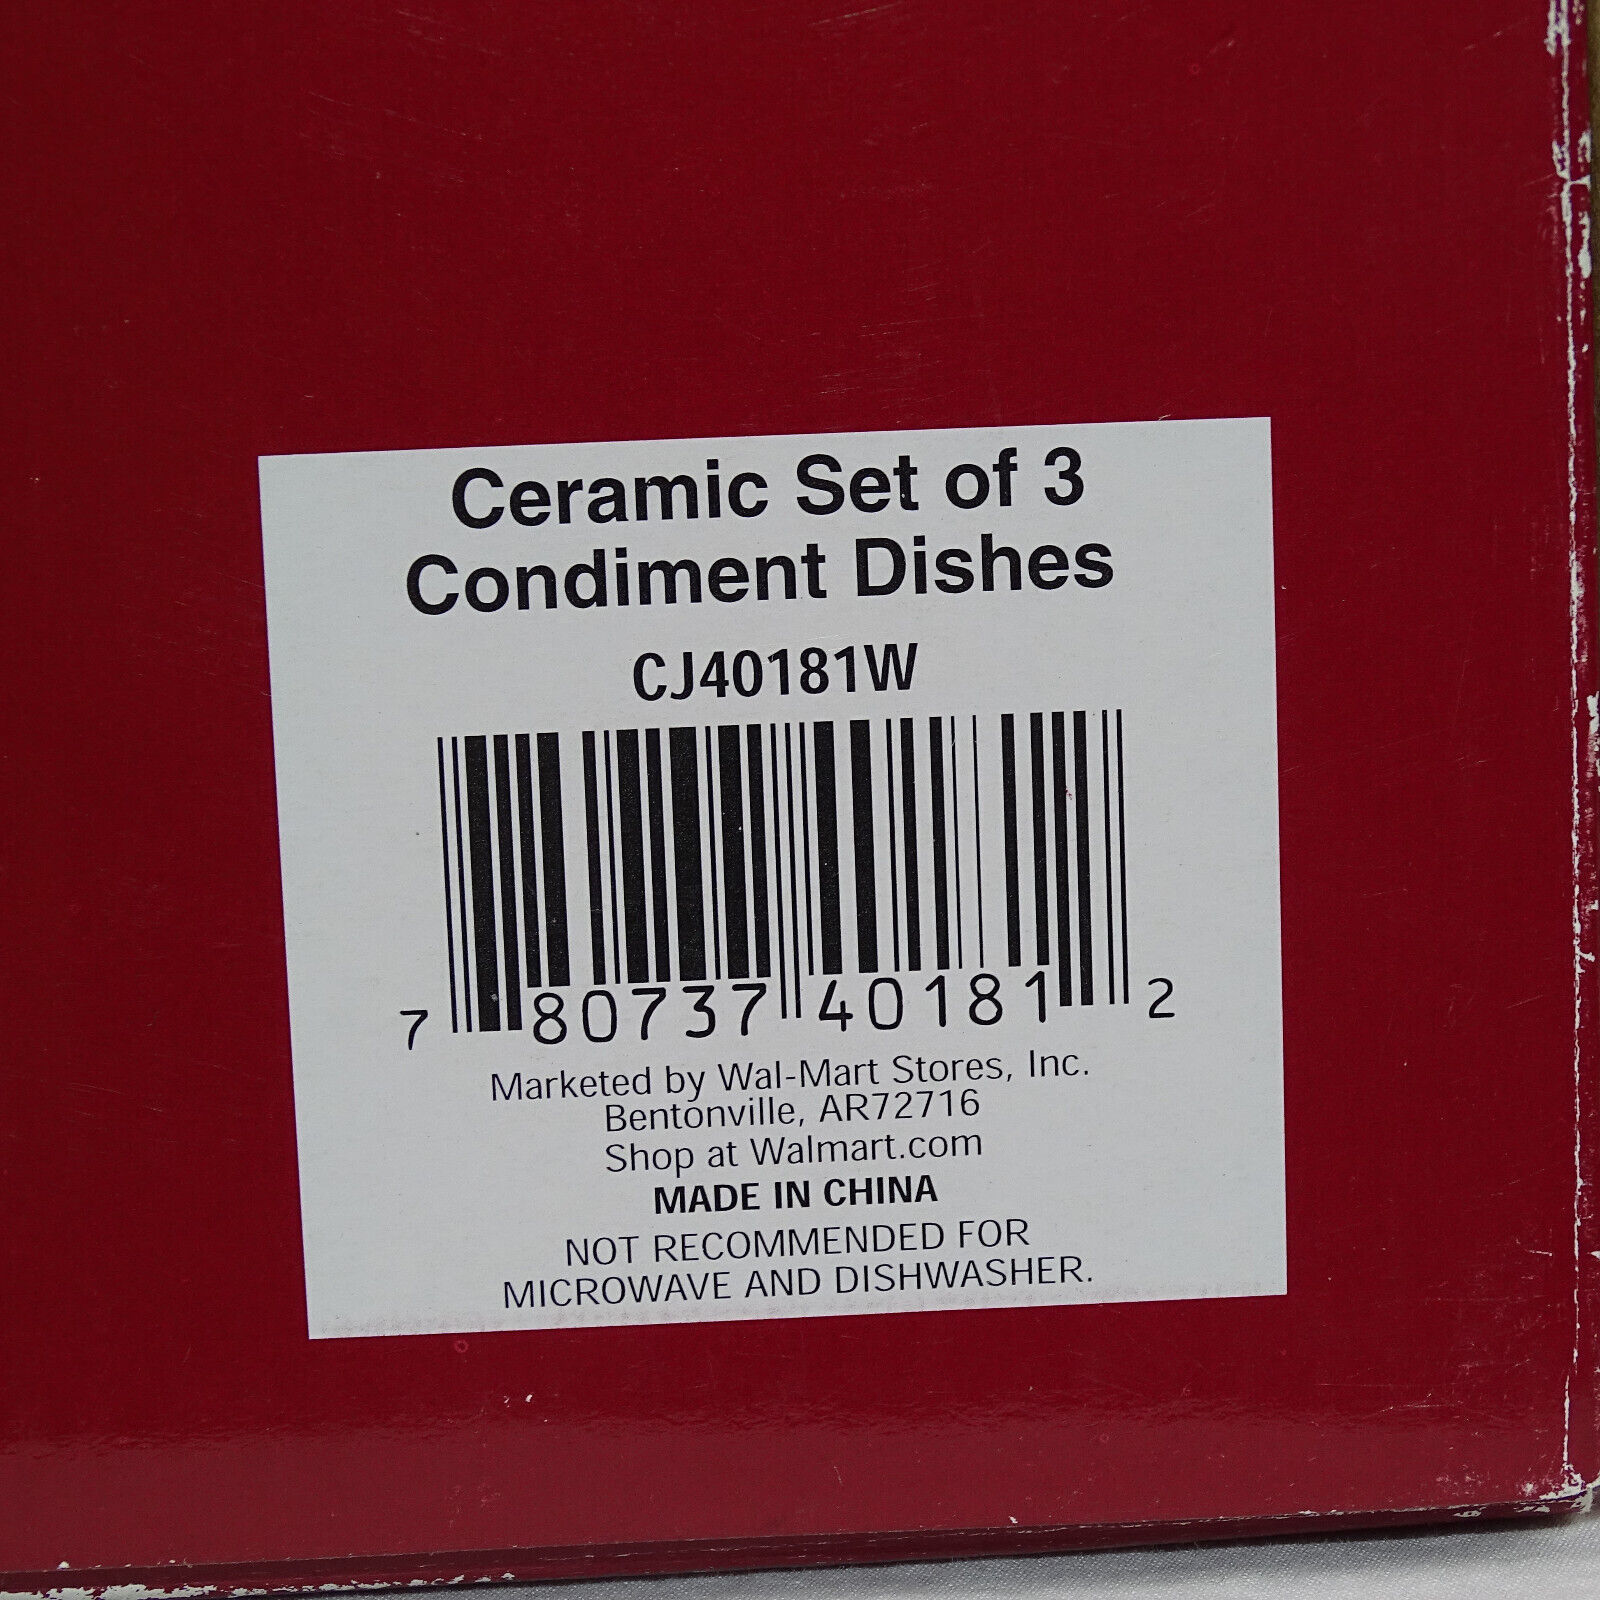 Ceramic Set of 3
Condiment Dishes
CJ40181W
7 80737 40181 2
Marketed by Wal-Mart Stores, Inc.
Bentonville, AR72716
Shop at Walmart.com
MADE IN CHINA
NOT RECOMMENDED FOR
MICROWAVE AND DISHWASHER.